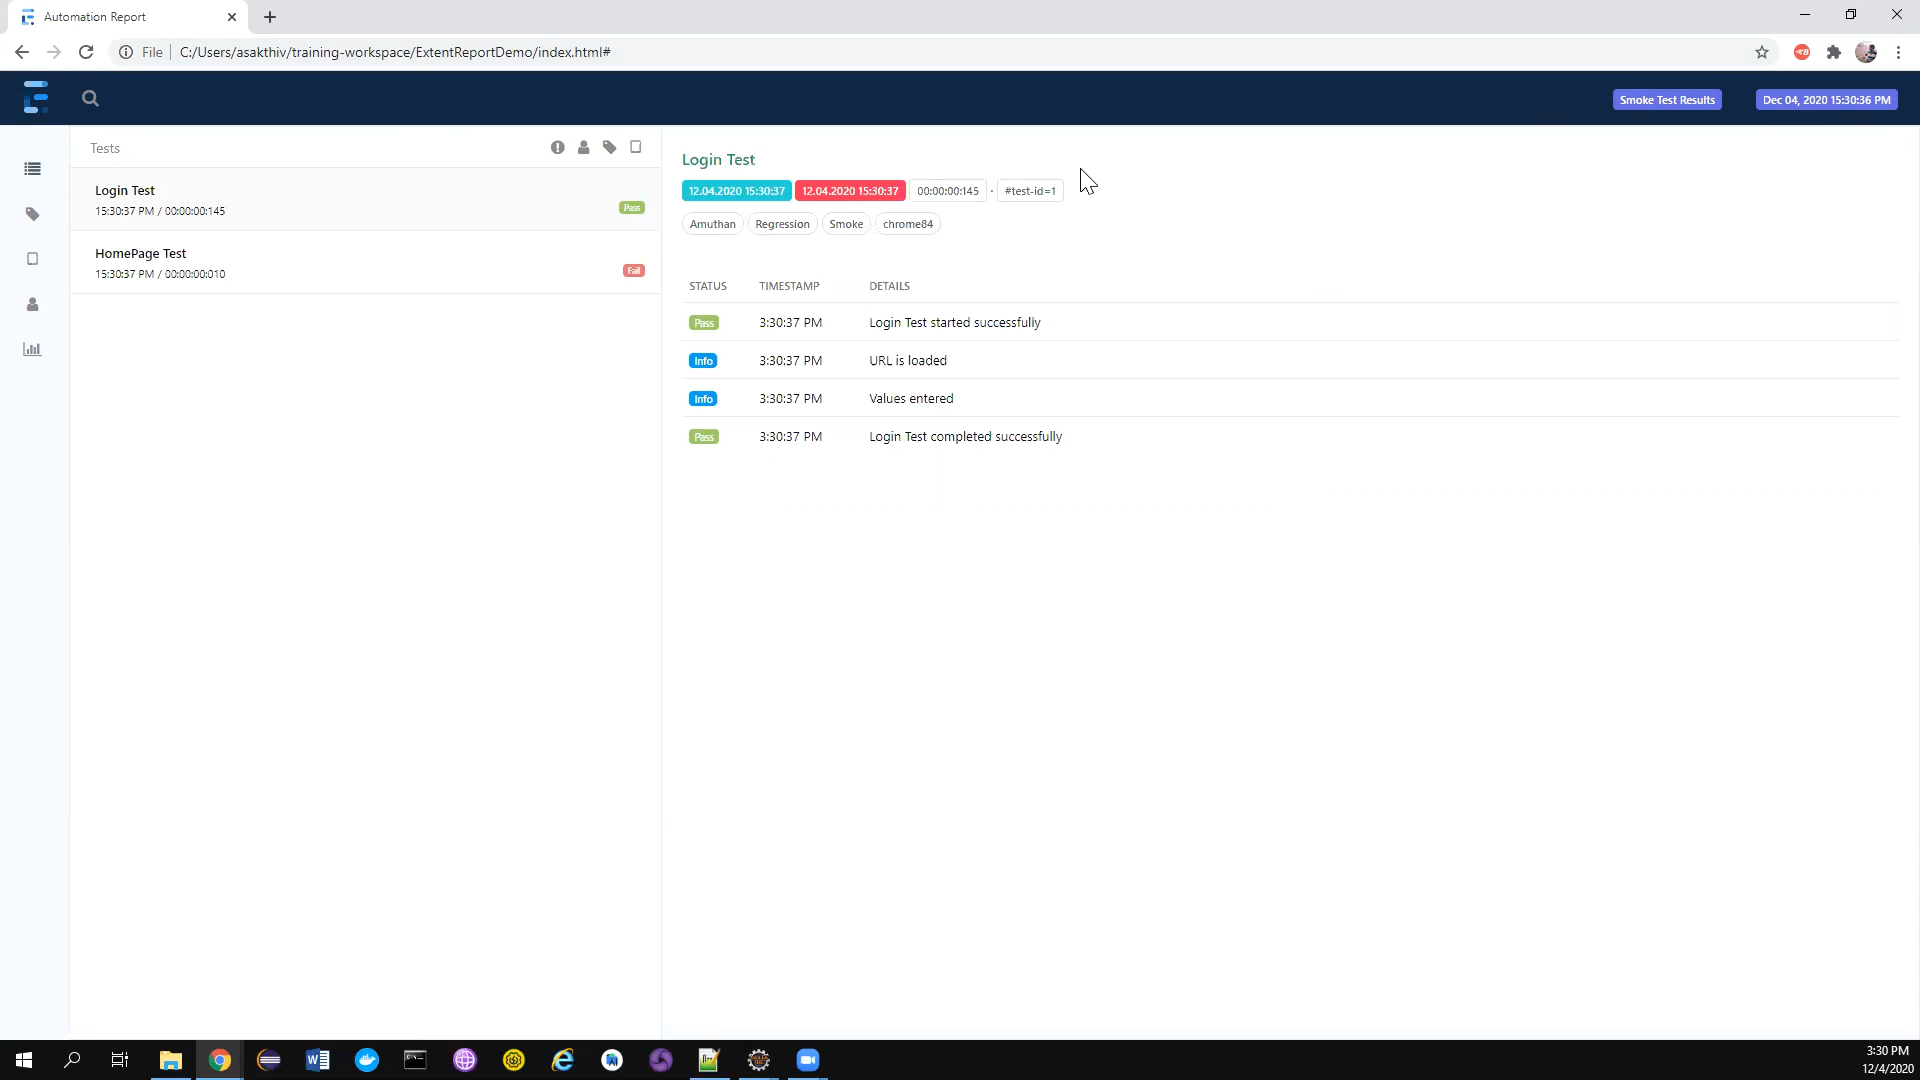 Automation Report
File | C:/Users/asakthiv/training-workspace/ExtentReportDemo/index.html#
Smoke Test Results
Dec 04, 2020 15:30:36 PM
Tests
Login Test
15:30:37 PM / 00:00:00:145
Pass
HomePage Test
15:30:37 PM / 00:00:00:010
Fail
Login Test
12.04.2020 15:30:37 12.04.2020 15:30:37 00:00:00:145 · #test-id=1
Amuthan Regression Smoke chrome84
STATUS TIMESTAMP DETAILS
Pass 3:30:37 PM Login Test started successfully
Info 3:30:37 PM URL is loaded
Info 3:30:37 PM Values entered
Pass 3:30:37 PM Login Test completed successfully
3:30 PM
12/4/2020